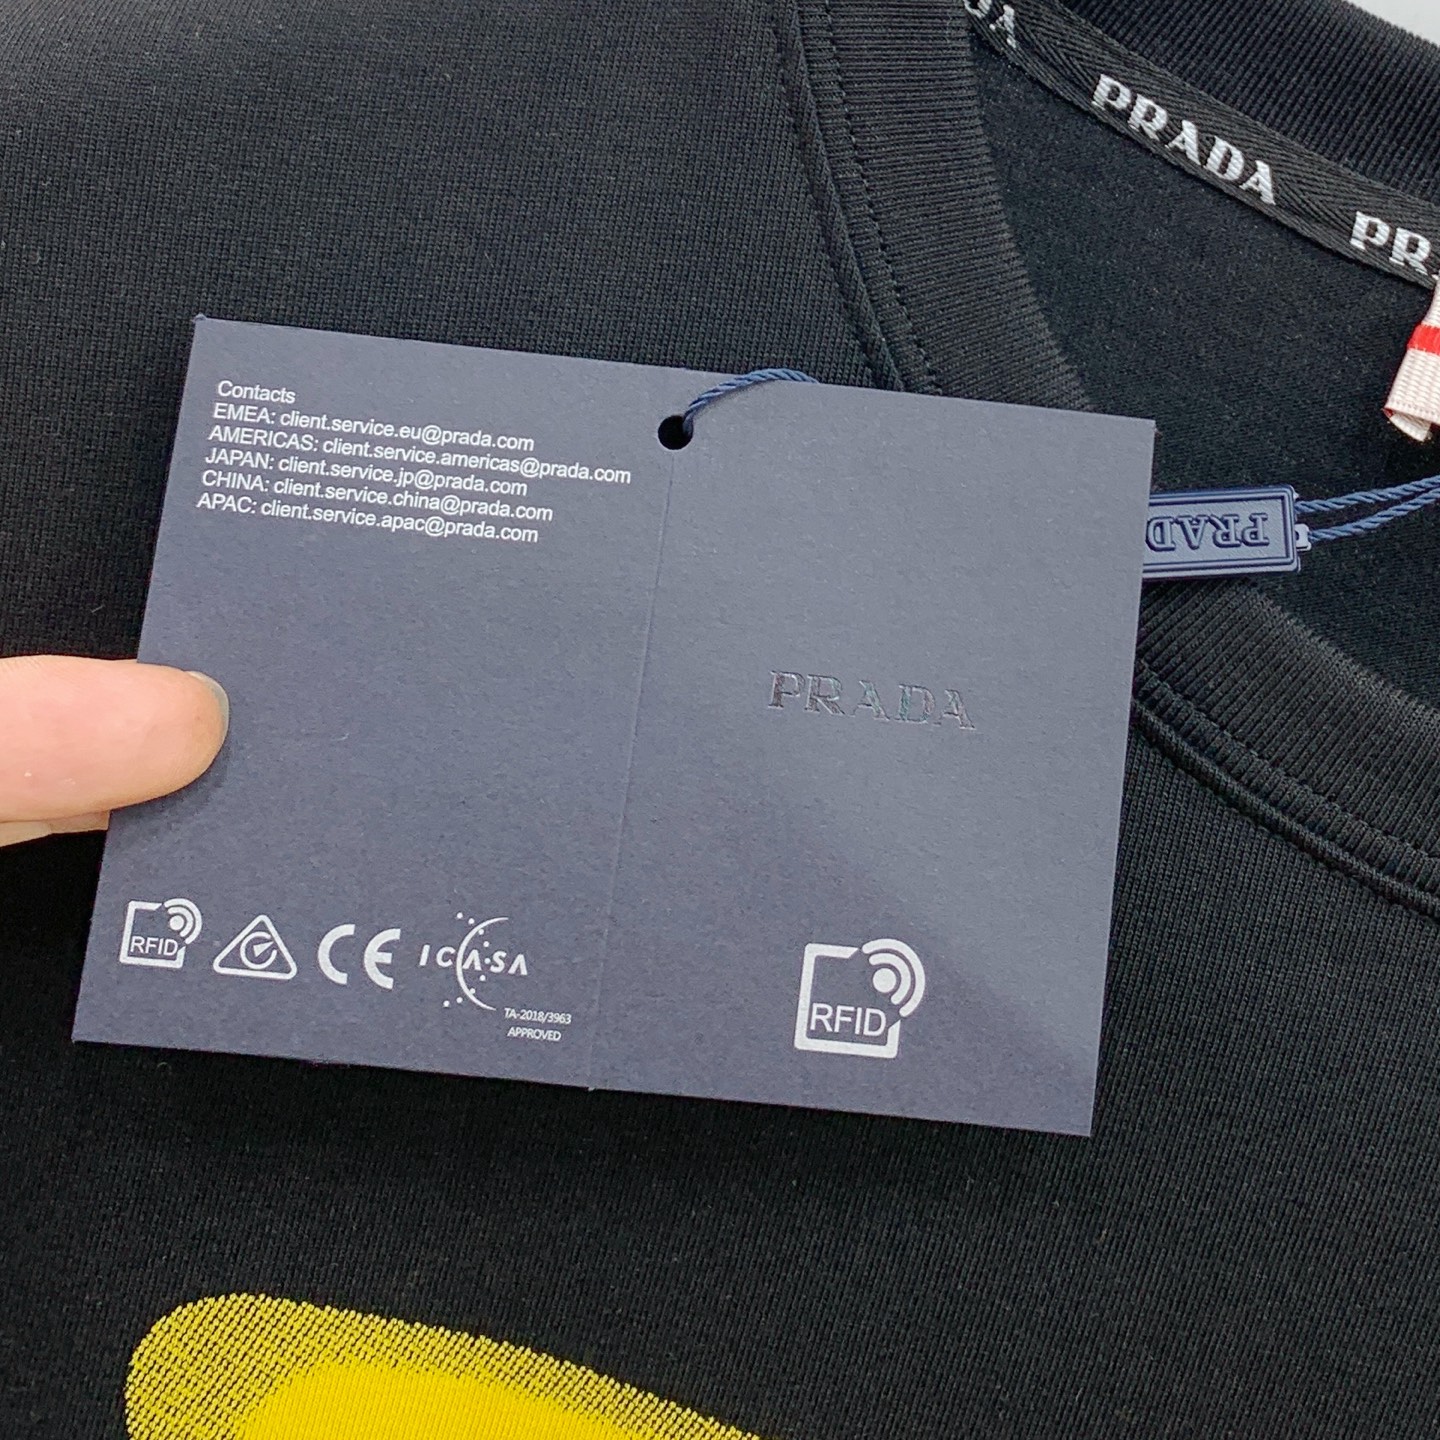 PRADA
PR
Contacts
EMEA: client.service.eu@prada.com
AMERICAS: client.service.americas@prada.com
JAPAN: client.service.jp@prada.com
CHINA: client.service.china@prada.com
APAC: client.service.apac@prada.com
PRAD
PRADA
RFID
CE
ICASA
TA-2018/3963
APPROVED
RFID